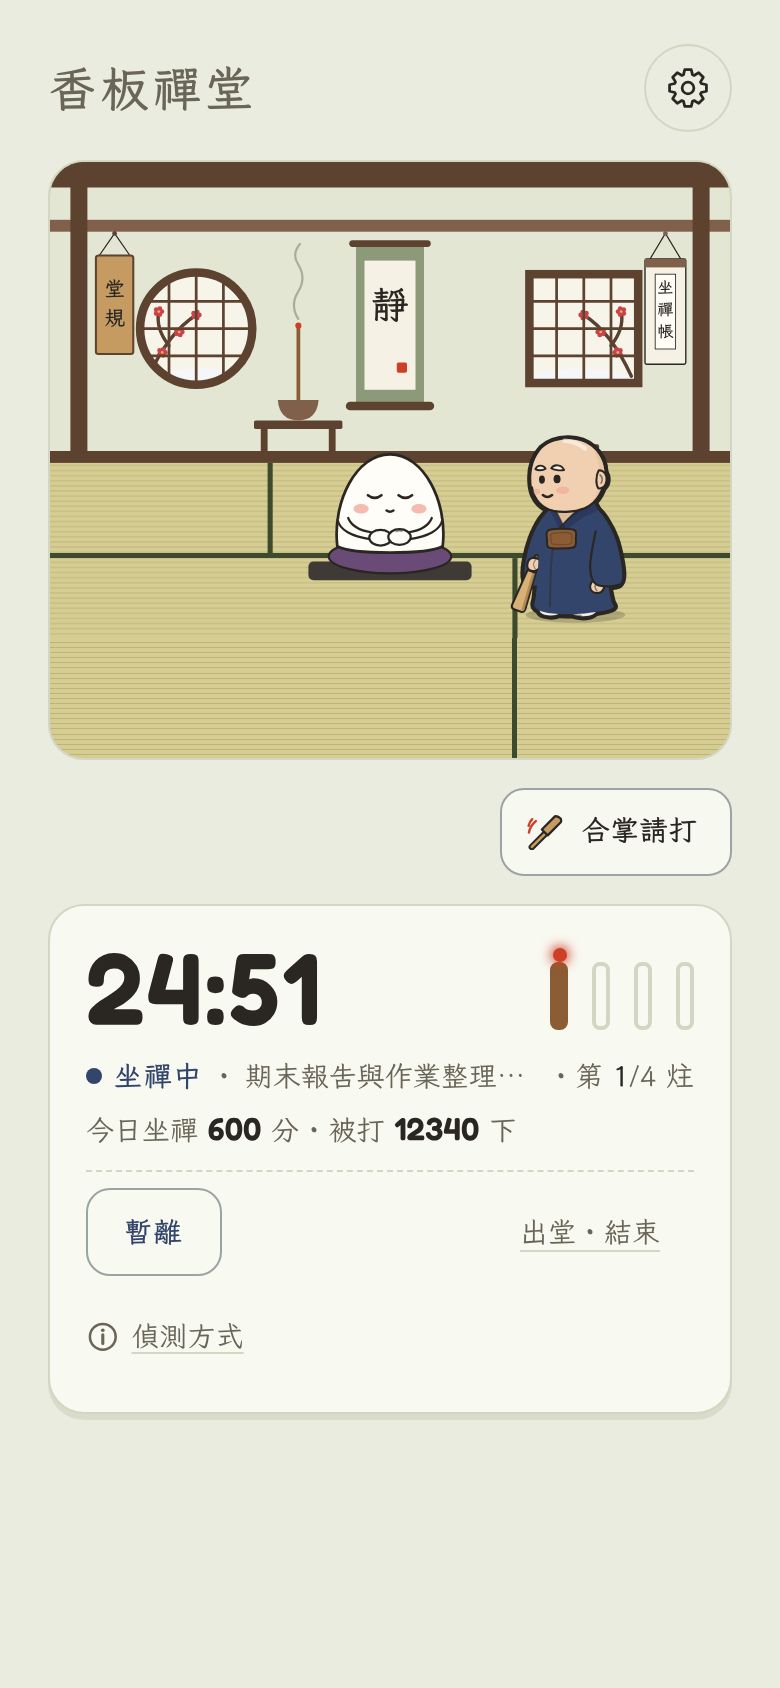 香板禪堂
堂規
靜
坐禪帳
合掌請打
24:51
坐禪中 · 期末報告與作業整理… · 第 1/4 炷
今日坐禪 600 分·被打 12340 下
暫離
出堂·結束
偵測方式